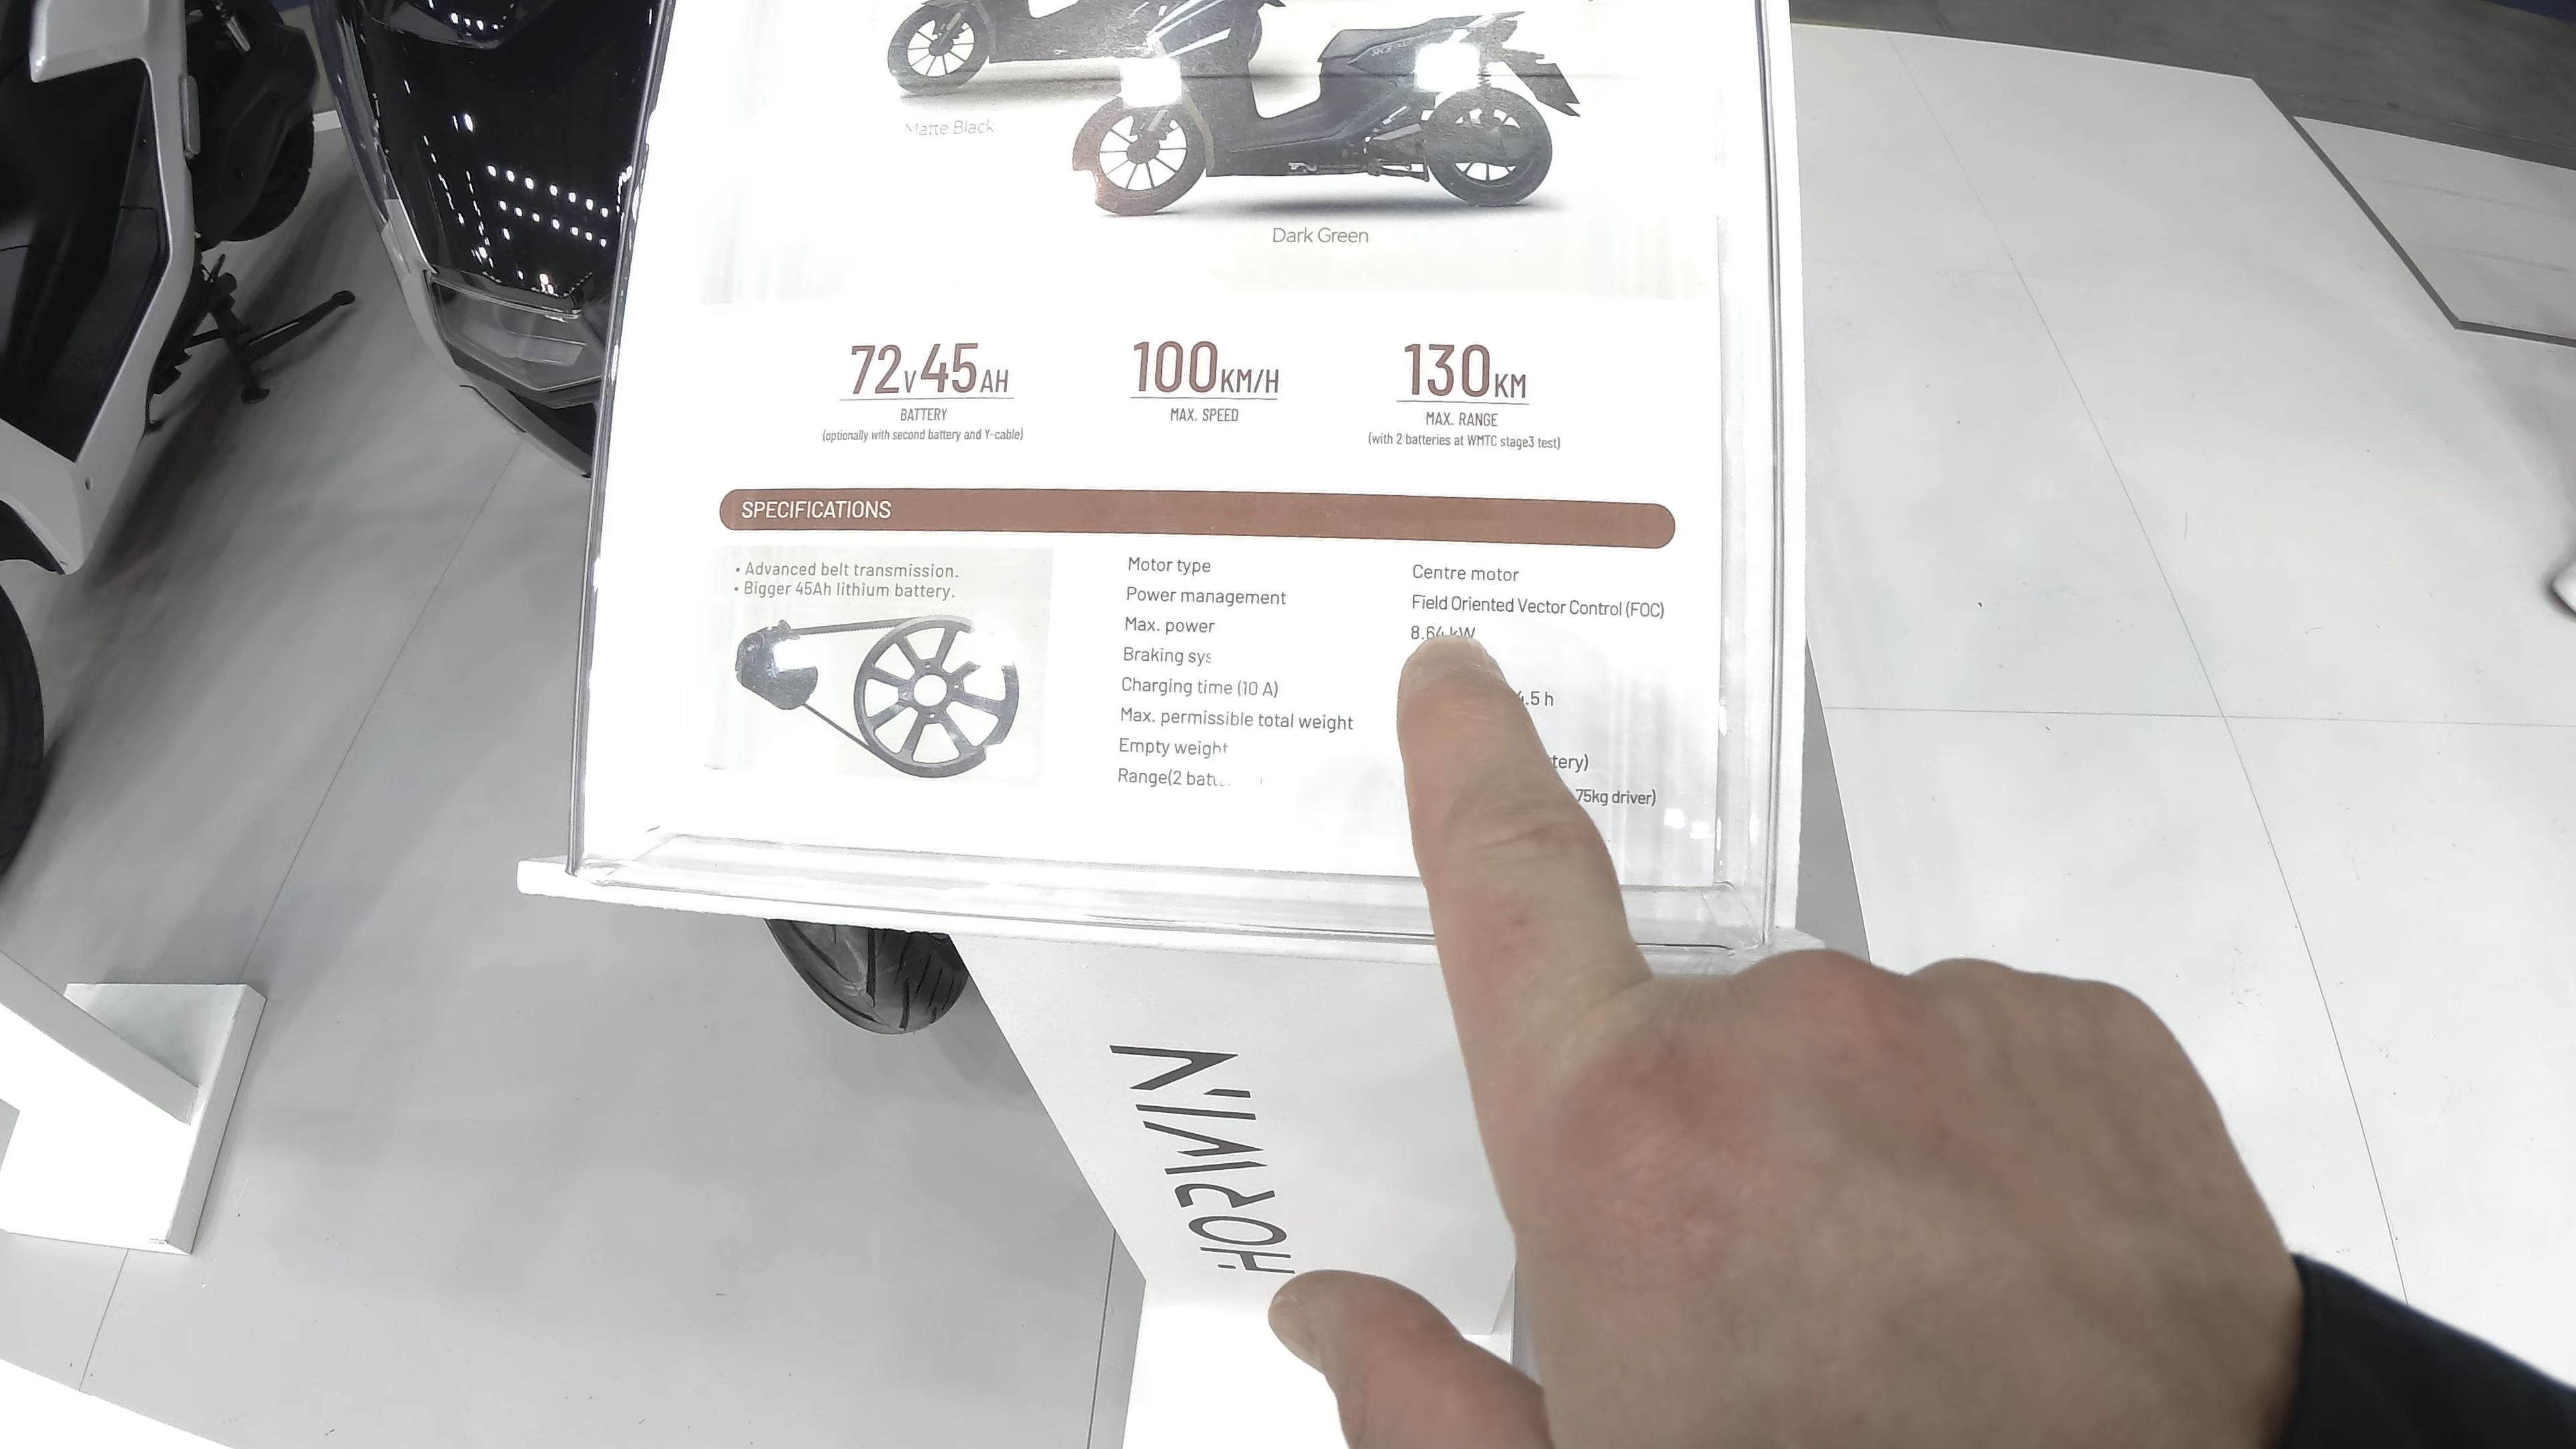 Matte Black
Dark Green
72V45AH
BATTERY
(optionally with second battery and Y-cable)
100KM/H
MAX. SPEED
130KM
MAX. RANGE
(with 2 batteries at WMTC stage3 test)
SPECIFICATIONS
• Advanced belt transmission.
• Bigger 45Ah lithium battery.
Motor type Centre motor
Power management Field Oriented Vector Control (FOC)
Max. power 8.64 kW
Braking sys
Charging time (10 A) .5 h
Max. permissible total weight
Empty weight tery)
Range(2 batt 75kg driver)